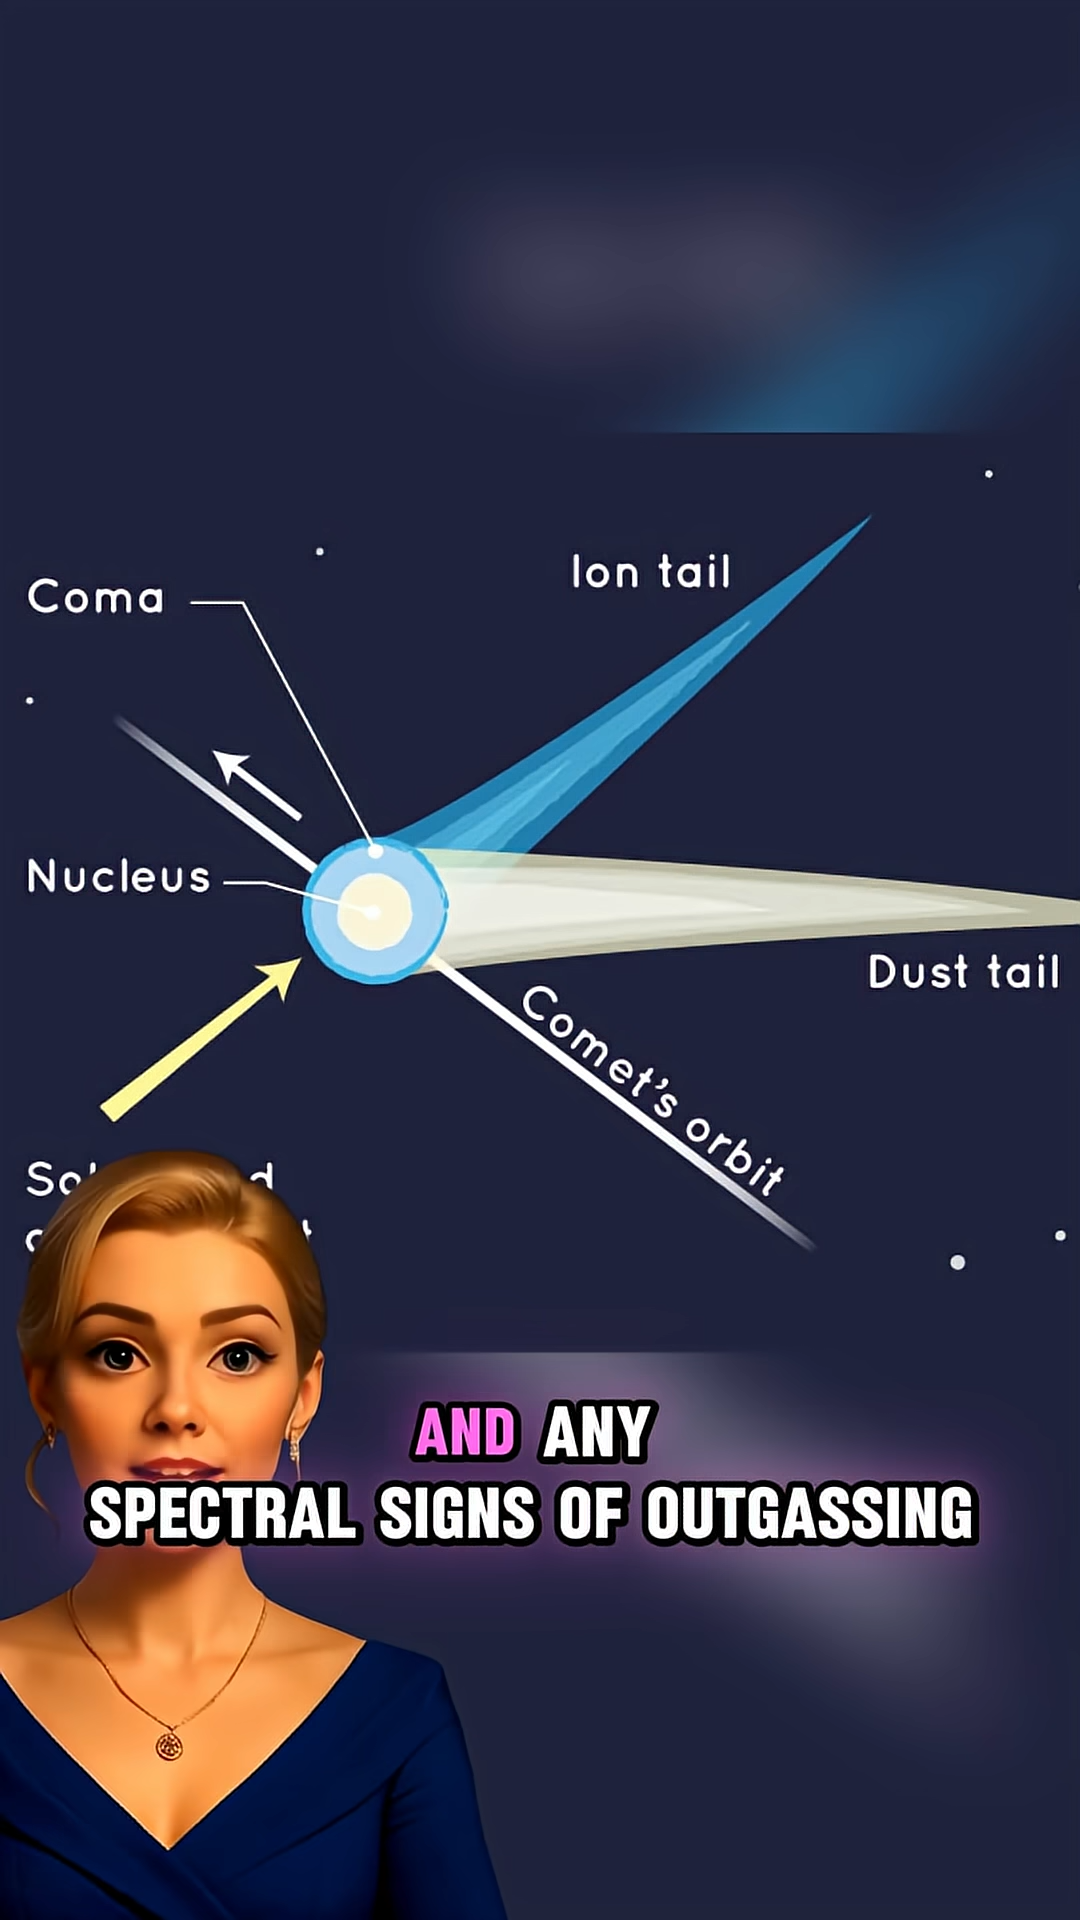 Ion tail
Coma
Nucleus
Dust tail
Comet's orbit
AND ANY
SPECTRAL SIGNS OF OUTGASSING